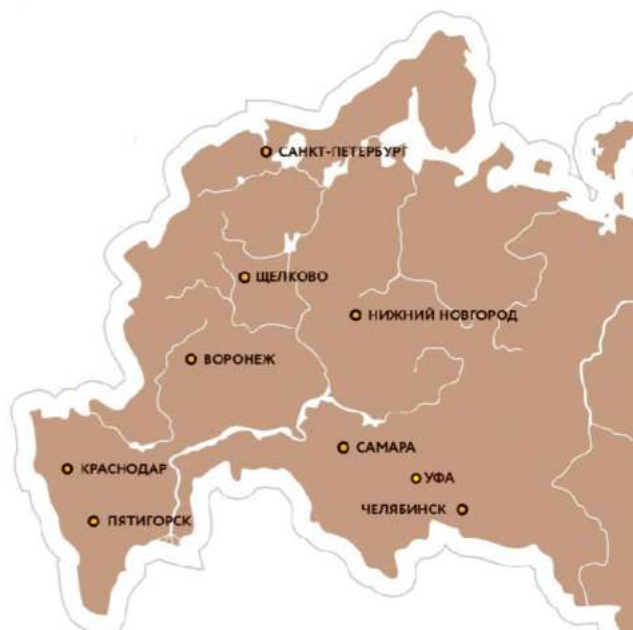 САНКТ-ПЕТЕРБУРГ
ЩЕЛКОВО
НИЖНИЙ НОВГОРОД
ВОРОНЕЖ
САМАРА
КРАСНОДАР
УФА
ЧЕЛЯБИНСК
ПЯТИГОРСК